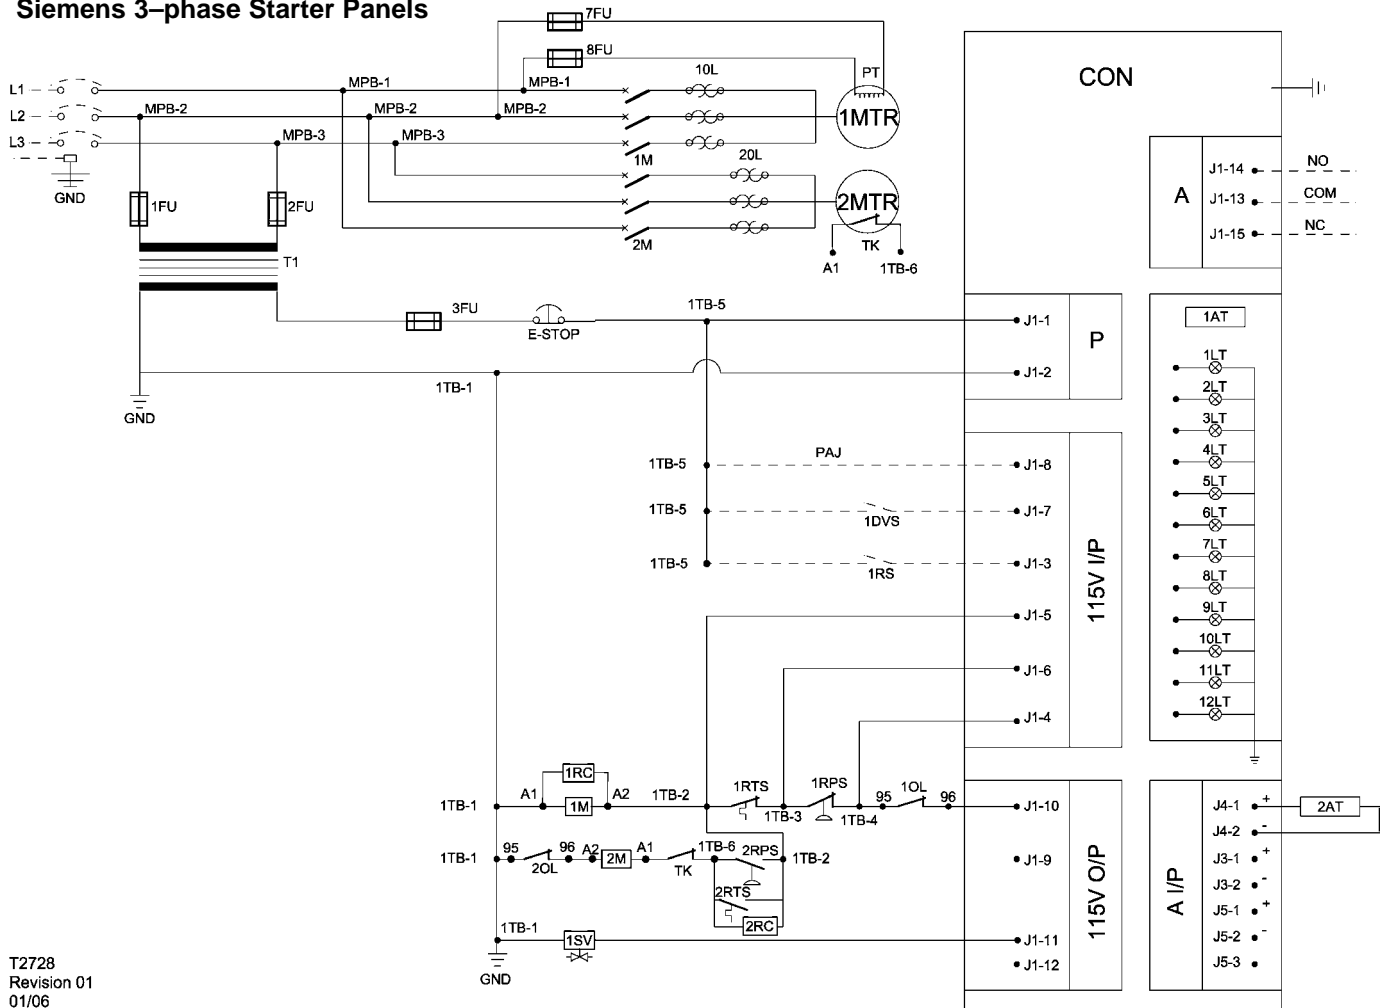 Siemens 3–phase Starter Panels
7FU
8FU
PT
CON
L1
MPB-1
MPB-1
10L
L2
MPB-2
MPB-2
MPB-2
1MTR
L3
MPB-3
MPB-3
1M
20L
GND
1FU
2FU
2MTR
2M
TK
A1
1TB-6
T1
A
J1-14
NO
J1-13
COM
J1-15
NC
3FU
E-STOP
1TB-5
J1-1
P
J1-2
1TB-1
GND
1AT
1LT
2LT
3LT
4LT
5LT
6LT
7LT
8LT
9LT
10LT
11LT
12LT
1TB-5
PAJ
J1-8
1TB-5
1DVS
J1-7
1TB-5
1RS
J1-3
115V I/P
J1-5
J1-6
J1-4
1RC
1TB-1
A1
1M
A2
1TB-2
1RTS
1TB-3
1RPS
1TB-4
95
1OL
96
J1-10
1TB-1
95
2OL
96
A2
2M
A1
TK
1TB-6
2RPS
1TB-2
2RTS
2RC
J1-9
115V O/P
1TB-1
1SV
J1-11
J1-12
GND
A I/P
J4-1 +
2AT
J4-2 -
J3-1 +
J3-2 -
J5-1 +
J5-2 -
J5-3
T2728
Revision 01
01/06